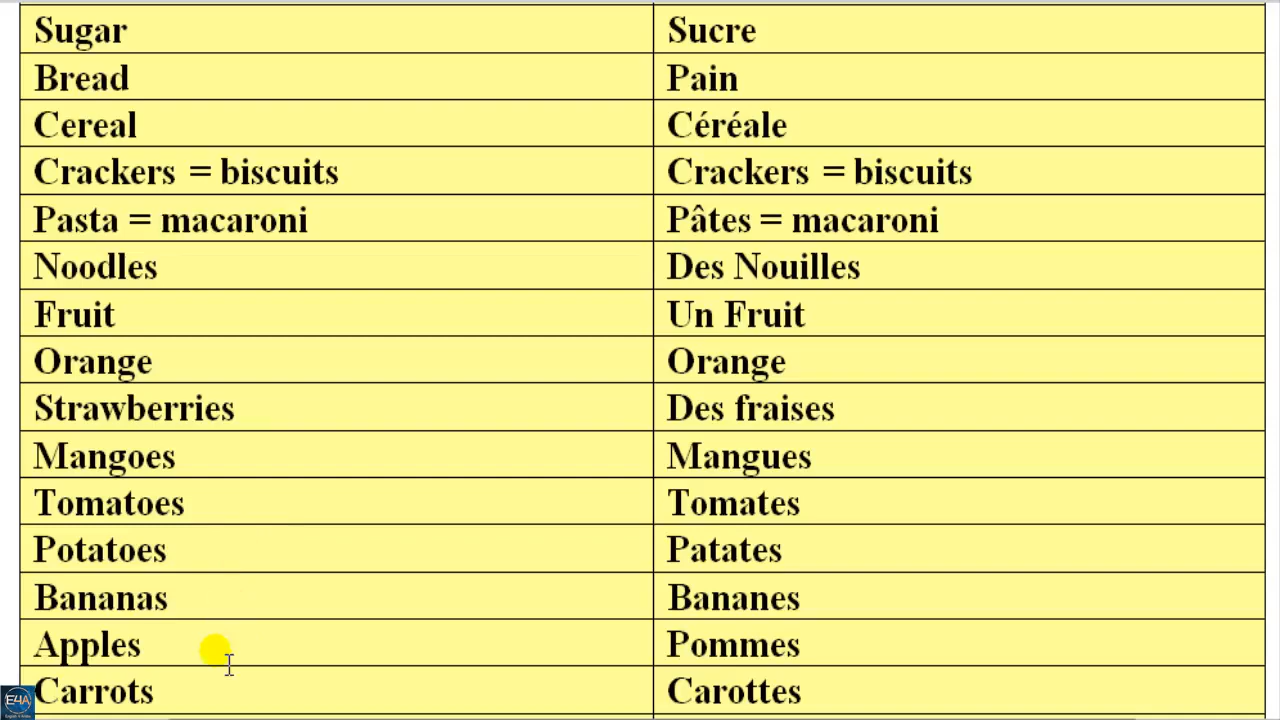 Sugar Sucre
Bread Pain
Cereal Céréale
Crackers = biscuits Crackers = biscuits
Pasta = macaroni Pâtes = macaroni
Noodles Des Nouilles
Fruit Un Fruit
Orange Orange
Strawberries Des fraises
Mangoes Mangues
Tomatoes Tomates
Potatoes Patates
Bananas Bananes
Apples Pommes
Carrots Carottes
E4A